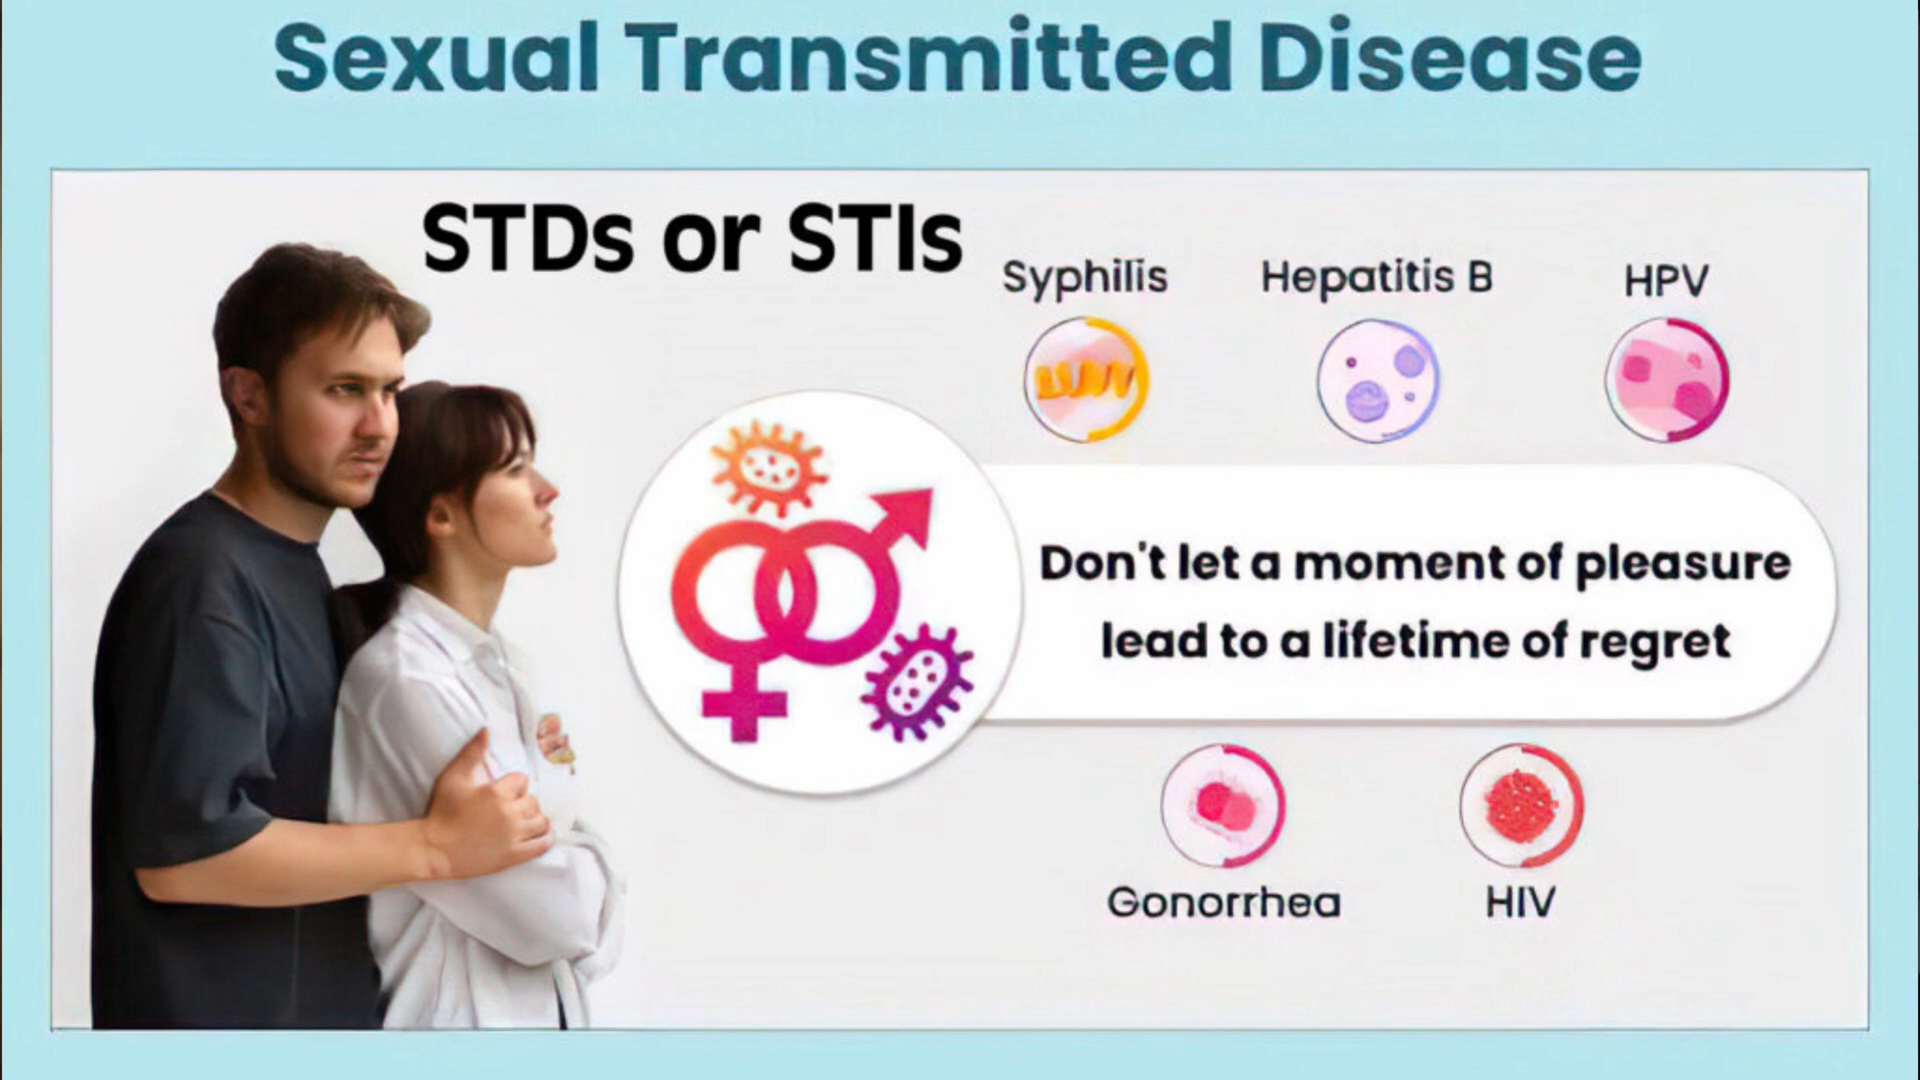 Sexual Transmitted Disease
STDs or STIs
Syphilis
Hepatitis B
HPV
Don't let a moment of pleasure
lead to a lifetime of regret
Gonorrhea
HIV